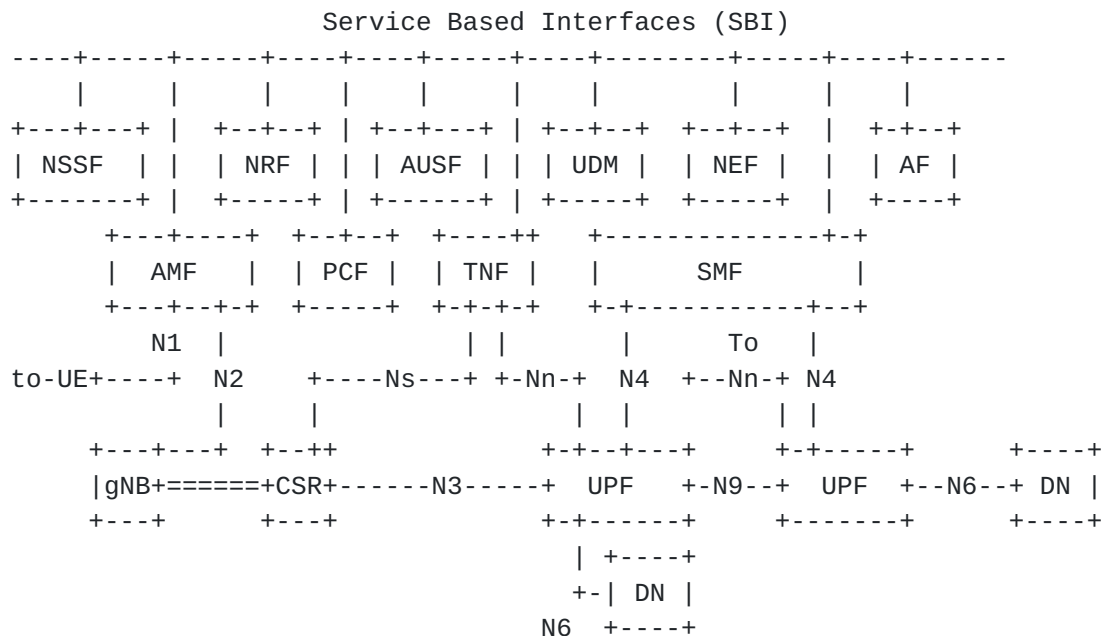 Service Based Interfaces (SBI)
----+-----+-----+----+----+-----+----+--------+-----+----+------
    |     |     |    |    |     |    |        |     |    |
+---+---+ |  +--+--+ | +--+---+ | +--+--+  +--+--+  |  +-+--+
| NSSF  | |  | NRF | | | AUSF | | | UDM |  | NEF |  |  | AF |
+-------+ |  +-----+ | +------+ | +-----+  +-----+  |  +----+
      +---+----+  +--+--+  +----++   +--------------+-+
      |  AMF   |  | PCF |  | TNF |   |      SMF       |
      +---+--+-+  +-----+  +-+-+-+   +-+-----------+--+
         N1  |               | |       |      To   |
to-UE+----+  N2    +----Ns---+ +-Nn-+  N4   +--Nn-+ N4
             |     |                |  |         | |
     +---+---+  +--++             +-+--+---+     +-+-----+      +----+
     |gNB+======+CSR+------N3-----+  UPF   +-N9--+  UPF  +--N6--+ DN |
     +---+      +---+             +-+------+     +-------+      +----+
                                    | +----+
                                    +-| DN |
                                  N6  +----+